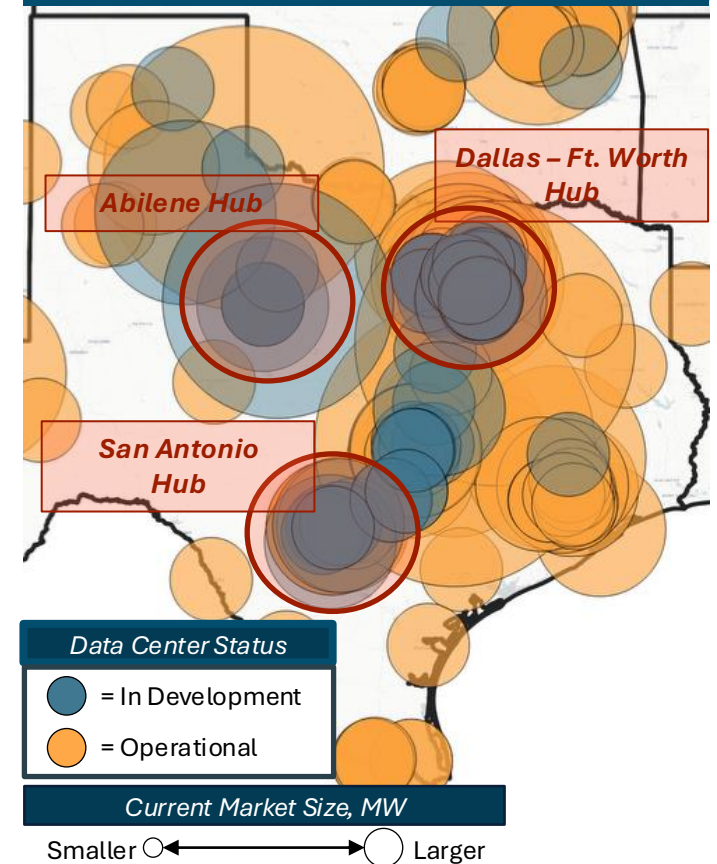 Dallas – Ft. Worth
Hub
Abilene Hub
San Antonio
Hub
Data Center Status
= In Development
= Operational
Current Market Size, MW
Smaller
Larger